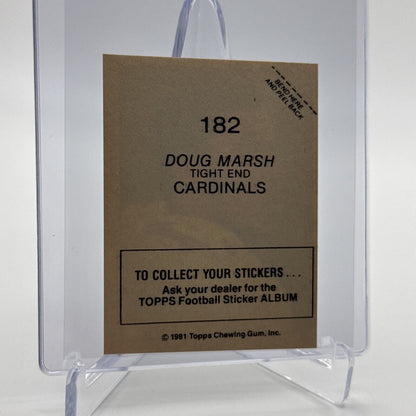 BEND HERE
AND PEEL BACK
182
DOUG MARSH
TIGHT END
CARDINALS
TO COLLECT YOUR STICKERS...
Ask your dealer for the
TOPPS Football Sticker ALBUM
© 1981 Topps Chewing Gum, Inc.